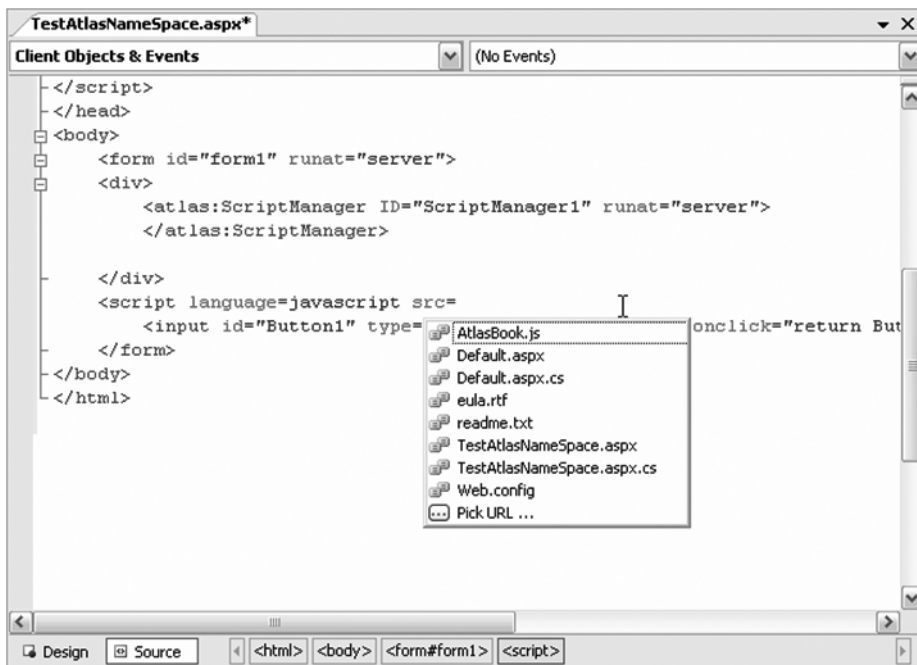 TestAtlasNameSpace.aspx*
Client Objects & Events (No Events)
</script>
</head>
<body>
<form id="form1" runat="server">
<div>
<atlas:ScriptManager ID="ScriptManager1" runat="server">
</atlas:ScriptManager>
</div>
<script language=javascript src=
<input id="Button1" type= onclick="return But
</form>
</body>
</html>
AtlasBook.js
Default.aspx
Default.aspx.cs
eula.rtf
readme.txt
TestAtlasNameSpace.aspx
TestAtlasNameSpace.aspx.cs
Web.config
Pick URL ...
Design Source <html> <body> <form#form1> <script>